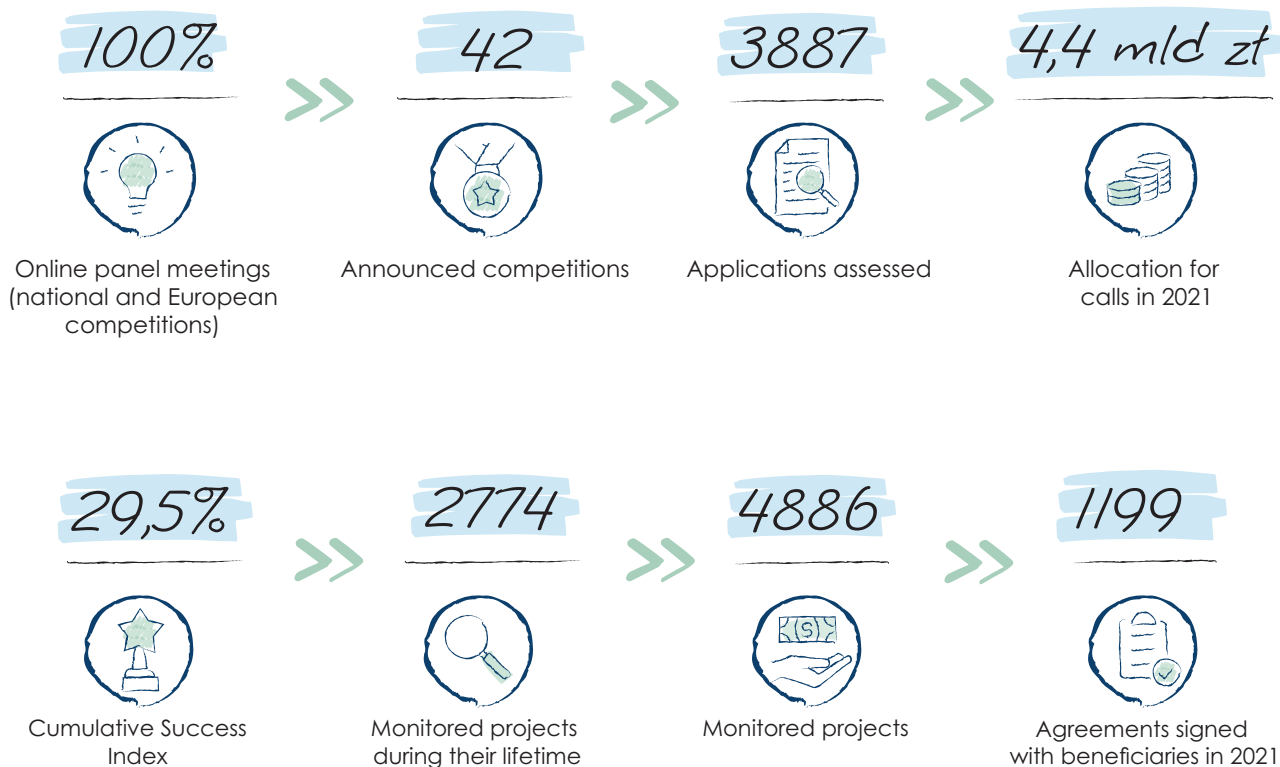 100%
42
3887
4,4 mld zł
Online panel meetings
(national and European
competitions)
Announced competitions
Applications assessed
Allocation for
calls in 2021
29,5%
2774
4886
1199
S
Cumulative Success
Index
Monitored projects
during their lifetime
Monitored projects
Agreements signed
with beneficiaries in 2021